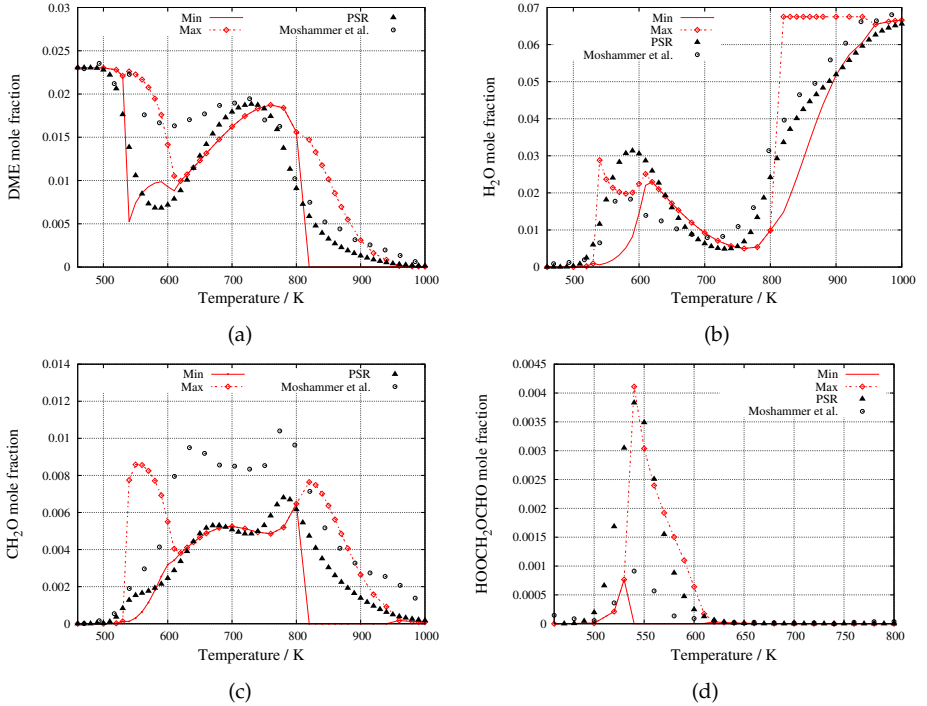 Min
Max
PSR
Moshammer et al.
0.03
0.025
0.02
0.015
0.01
0.005
0
DME mole fraction
500 600 700 800 900 1000
Temperature / K
(a)
Min
Max
PSR
Moshammer et al.
0.07
0.06
0.05
0.04
0.03
0.02
0.01
0
H2O mole fraction
500 600 700 800 900 1000
Temperature / K
(b)
Min
Max
PSR
Moshammer et al.
0.014
0.012
0.01
0.008
0.006
0.004
0.002
0
CH2O mole fraction
500 600 700 800 900 1000
Temperature / K
(c)
Min
Max
PSR
Moshammer et al.
0.0045
0.004
0.0035
0.003
0.0025
0.002
0.0015
0.001
0.0005
0
HOOCH2OCHO mole fraction
500 550 600 650 700 750 800
Temperature / K
(d)